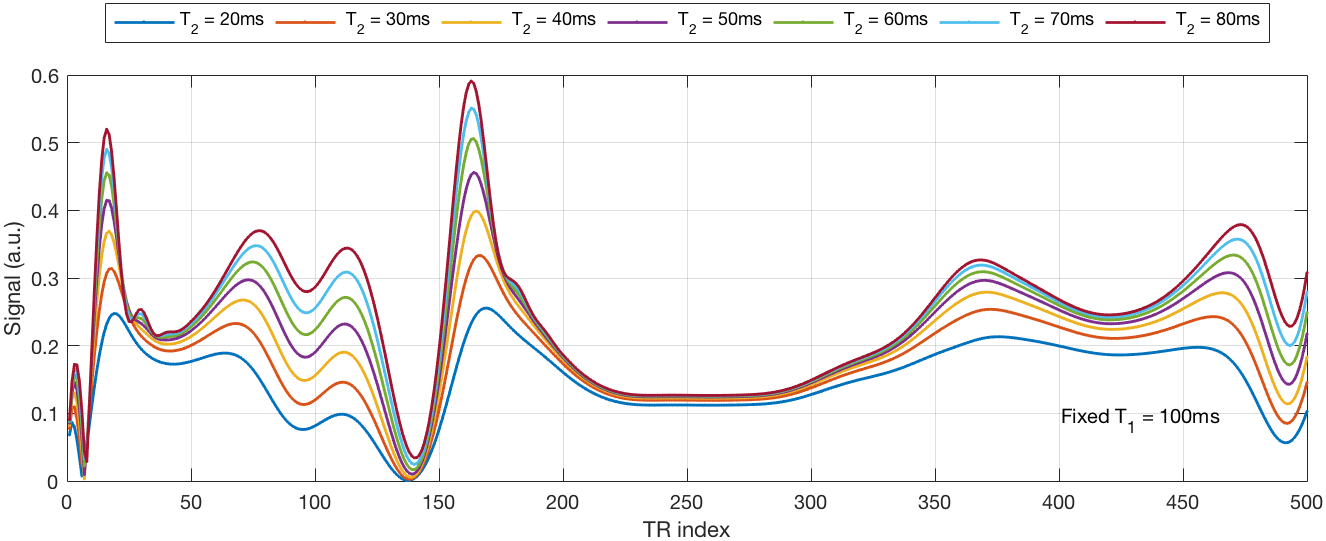 T2 = 20ms T2 = 30ms T2 = 40ms T2 = 50ms T2 = 60ms T2 = 70ms T2 = 80ms
Signal (a.u.)
0.6
0.5
0.4
0.3
0.2
0.1
0
Fixed T1 = 100ms
0 50 100 150 200 250 300 350 400 450 500
TR index